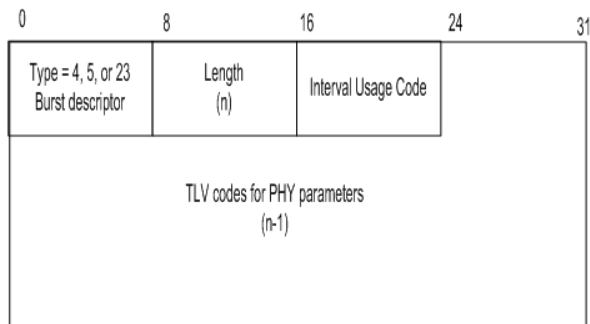 0 8 16 24 31
Type = 4, 5, or 23
Burst descriptor
Length
(n)
Interval Usage Code
TLV codes for PHY parameters
(n-1)